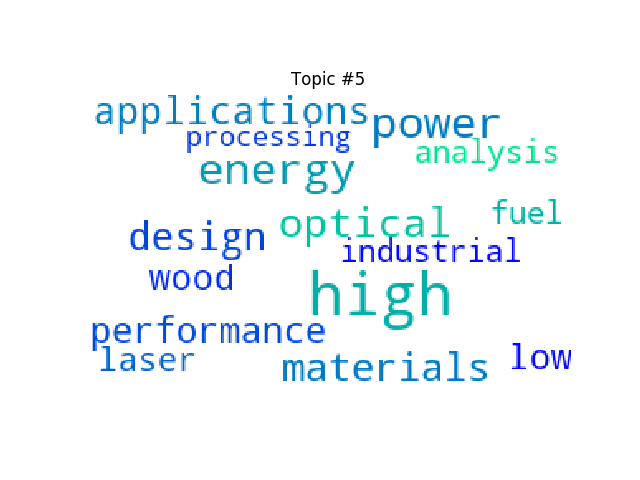 Topic #5
applications
power
processing
analysis
energy
fuel
optical
design
industrial
wood
high
performance
laser
materials
low